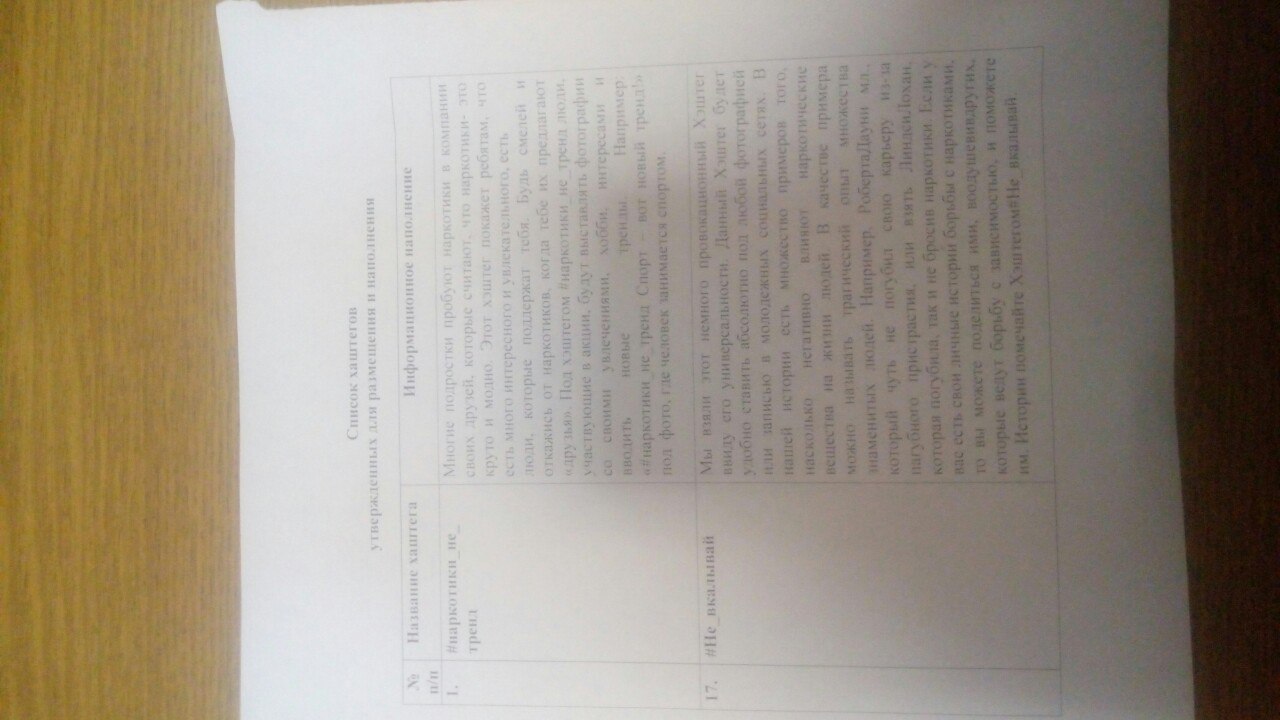 Список хаштегов
утвержденных для размещения и наполнения
№ п/п
Название хаштега
Информационное наполнение
1.
#наркотики_не_
тренд
Многие подростки пробуют наркотики в компании
своих друзей, которые считают, что наркотики- это
круто и модно. Этот хэштег покажет ребятам, что
есть много интересного и увлекательного, есть
люди, которые поддержат тебя. Будь смелей и
откажись от наркотиков, когда тебе их предлагают
«друзья». Под хэштегом #наркотики_не_тренд люди,
участвующие в акции, будут выставлять фотографии
со своими увлечениями, хобби, интересами и
вводить новые тренды. Например:
«#наркотики_не_тренд Спорт – вот новый тренд!»
под фото, где человек занимается спортом.
17.
#Не_вкалывай
Мы взяли этот немного провокационный Хэштег
ввиду его универсальности. Данный Хэштег будет
удобно ставить абсолютно под любой фотографией
или записью в молодежных социальных сетях. В
нашей истории есть множество примеров того,
насколько негативно влияют наркотические
вещества на жизни людей. В качестве примера
можно называть трагический опыт множества
знаменитых людей. Например, РобертаДауни мл.,
который чуть не погубил свою карьеру из-за
пагубного пристрастия, или взять ЛиндсиЛохан,
которая погубила, так и не бросив наркотики. Если у
вас есть свои личные истории борьбы с наркотиками,
то вы можете поделиться ими, воодушевивдругих,
которые ведут борьбу с зависимостью, и поможете
им. Истории помечайте Хэштегом#Не_вкалывай.